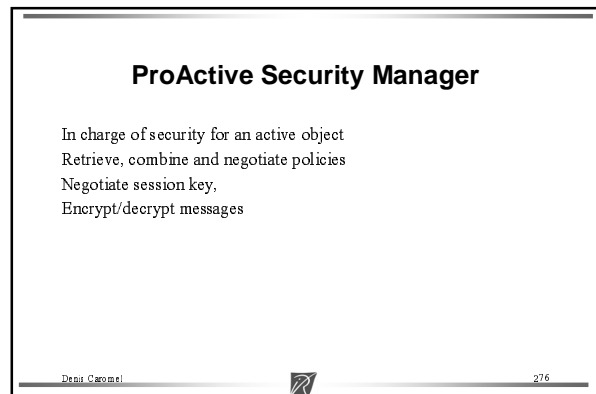 ProActive Security Manager
In charge of security for an active object
Retrieve, combine and negotiate policies
Negotiate session key,
Encrypt/decrypt messages
Denis Caromel
276